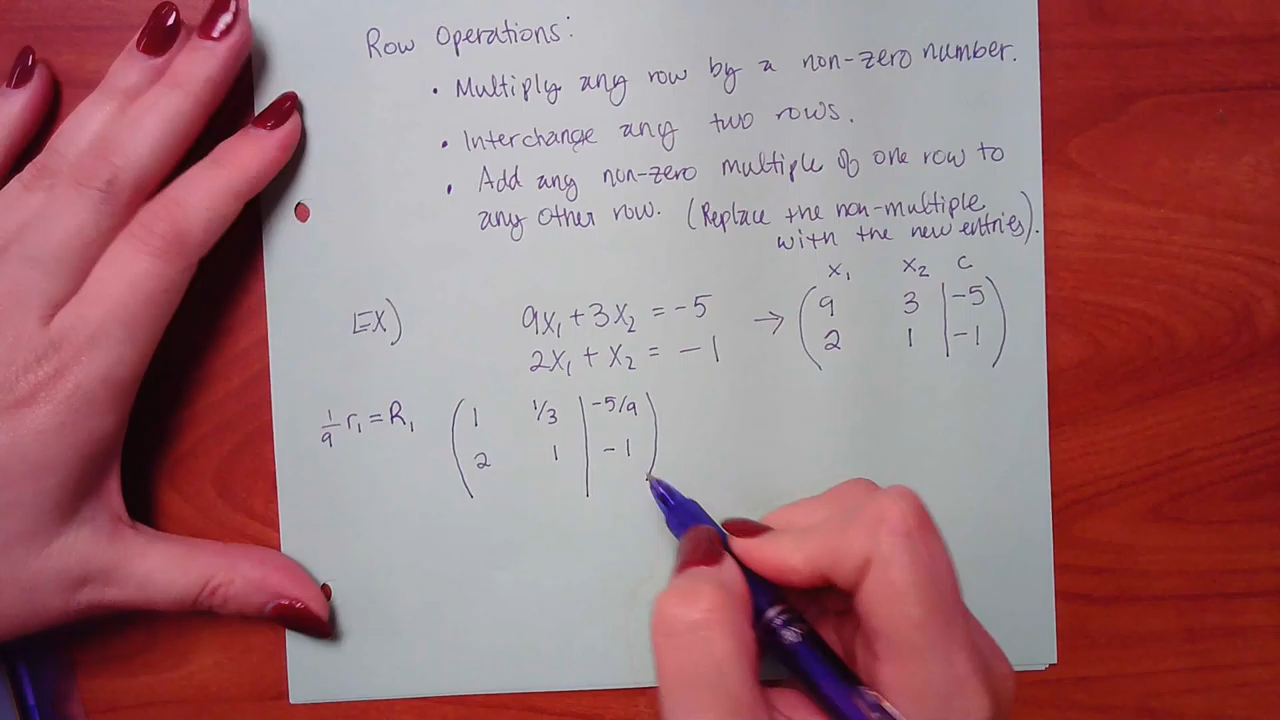 Row Operations:
• Multiply any row by a non-zero number.
• Interchange any two rows.
• Add any non-zero multiple of one row to
any other row. (Replace the non-multiple
with the new entries).
x₁ x₂ c
EX) 9x₁ + 3x₂ = -5 → ( 9 3 | -5 )
2x₁ + x₂ = -1 ( 2 1 | -1 )
1/9 r₁ = R₁ ( 1 1/3 | -5/9 )
( 2 1 | -1 )